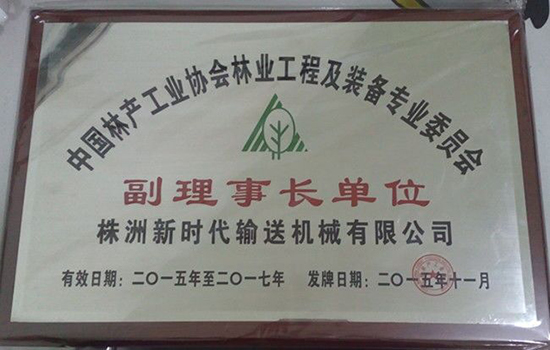 中国林产工业协会林业工程及装备专业委员会
副理事长单位
株洲新时代输送机械有限公司
有效日期：二〇一五年至二〇一七年 发牌日期：二〇一五年十一月